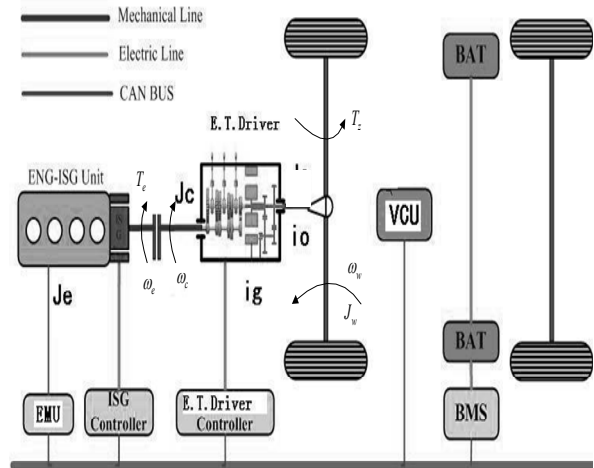 Mechanical Line
Electric Line
CAN BUS
E.T.Driver
T_z
BAT
ENG-ISG Unit
T_e
Jc
ISG
VCU
io
Je
ω_e
ω_c
ig
ω_w
J_w
BAT
EMU
ISG
Controller
E.T.Driver
Controller
BMS